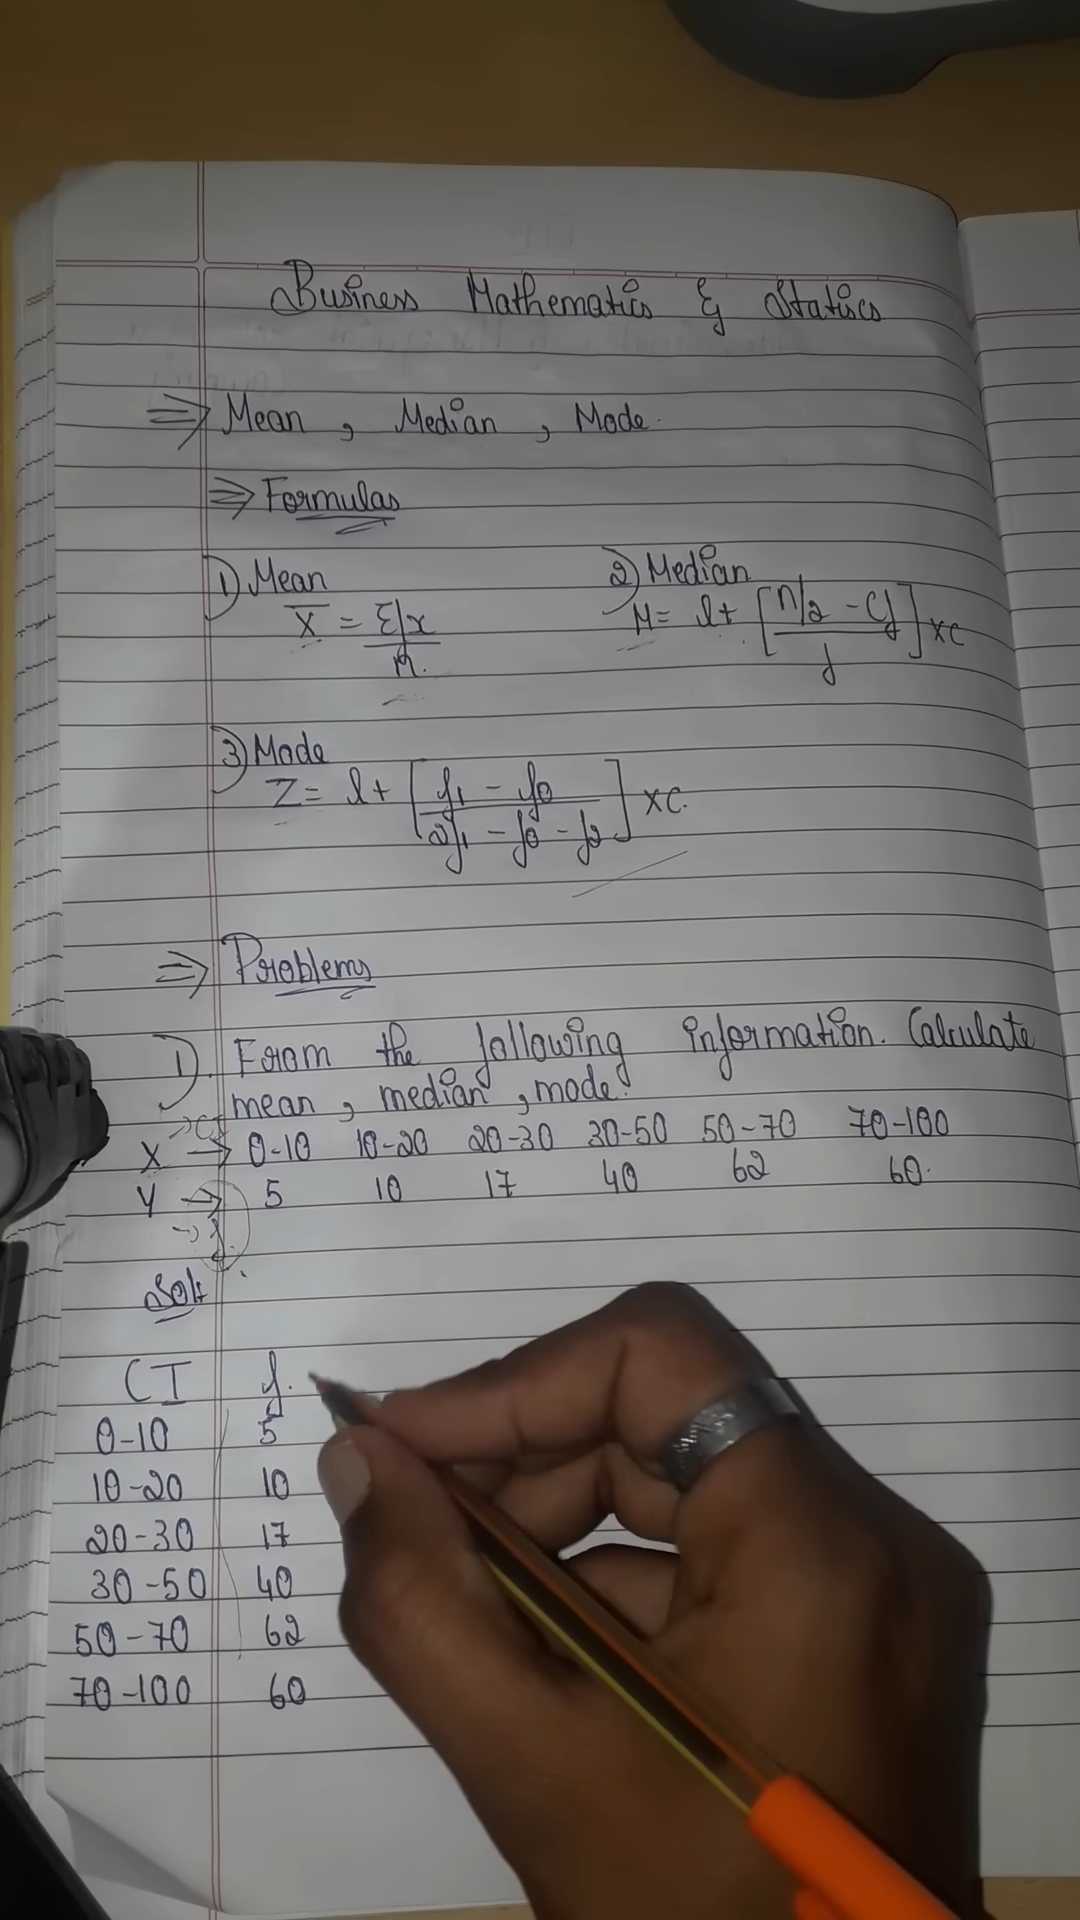 Business Mathematics & Statiscs
⇒ Mean, Median, Mode.
⇒ Formulas
1) Mean
X̄ = Σfx / n.
2) Median
M = l + [n/2 - Cf / f] × C
3) Mode
Z = l + [f1 - f0 / 2f1 - f0 - f2] × C.
⇒ Problems
1). From the following information. Calculate
mean, median, mode.
X → 0-10 10-20 20-30 30-50 50-70 70-100
Y → 5 10 17 40 62 60.
→ f.
Sol:
CI f.
0-10 5
10-20 10
20-30 17
30-50 40
50-70 62
70-100 60